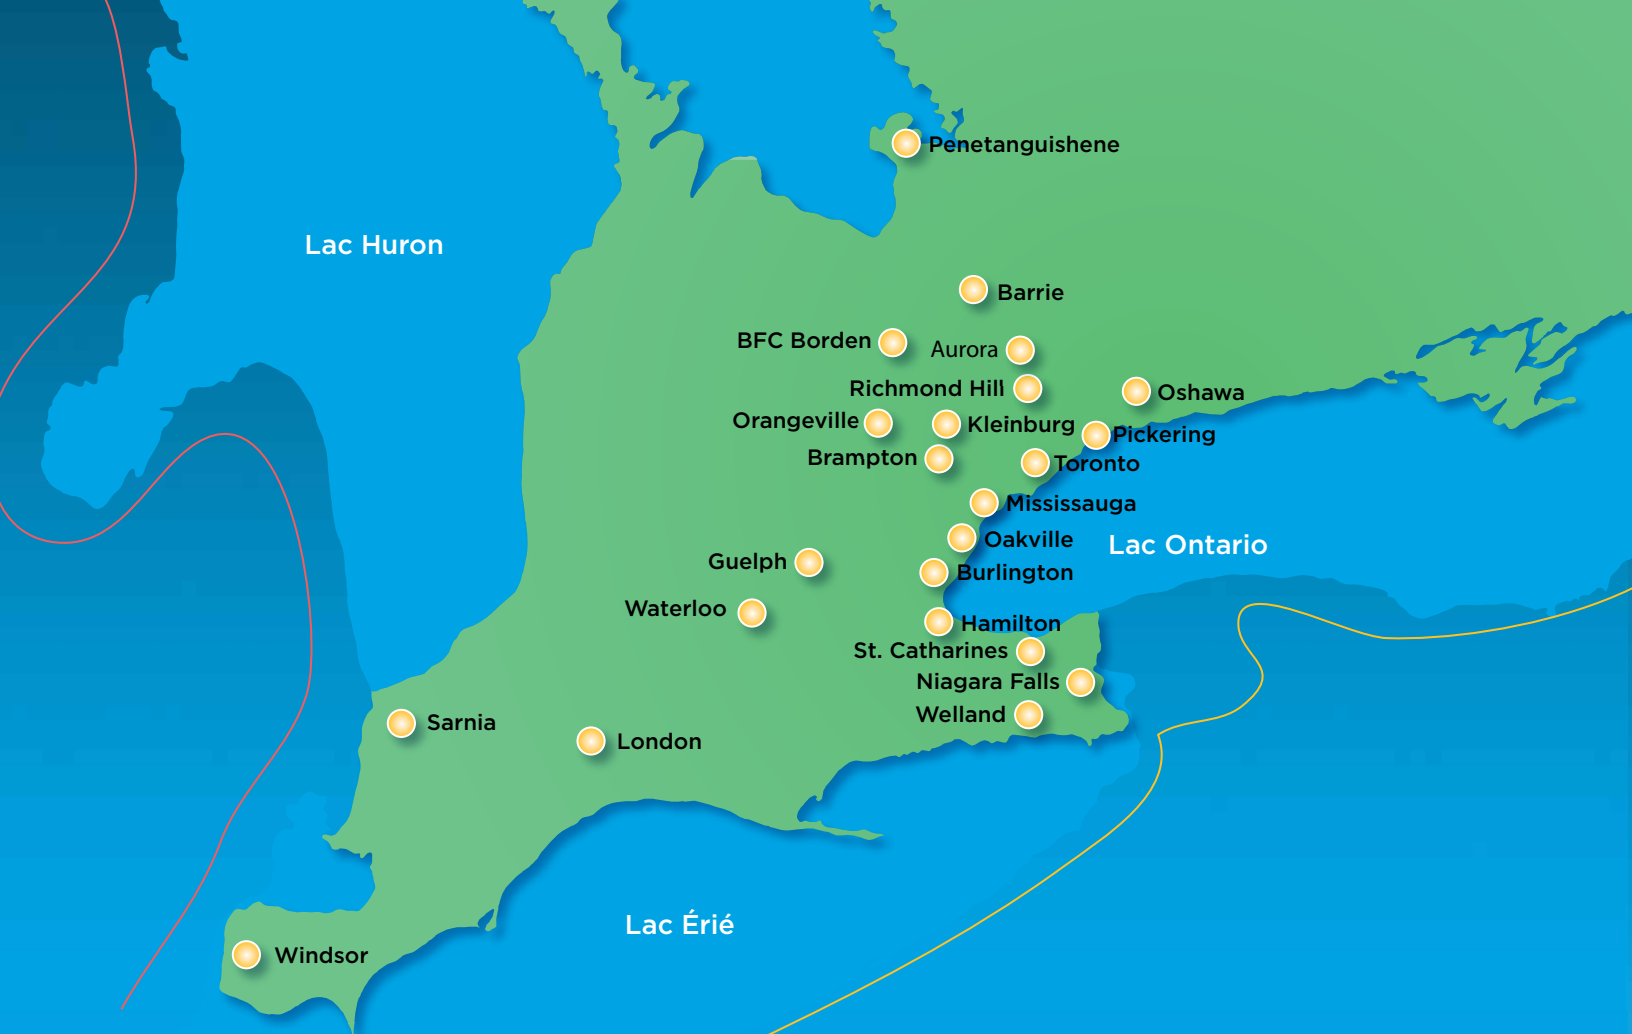 Penetanguishene
Lac Huron
Barrie
BFC Borden
Aurora
Richmond Hill
Oshawa
Orangeville
Kleinburg
Pickering
Brampton
Toronto
Mississauga
Oakville
Lac Ontario
Guelph
Burlington
Waterloo
Hamilton
St. Catharines
Niagara Falls
Welland
Sarnia
London
Lac Érié
Windsor